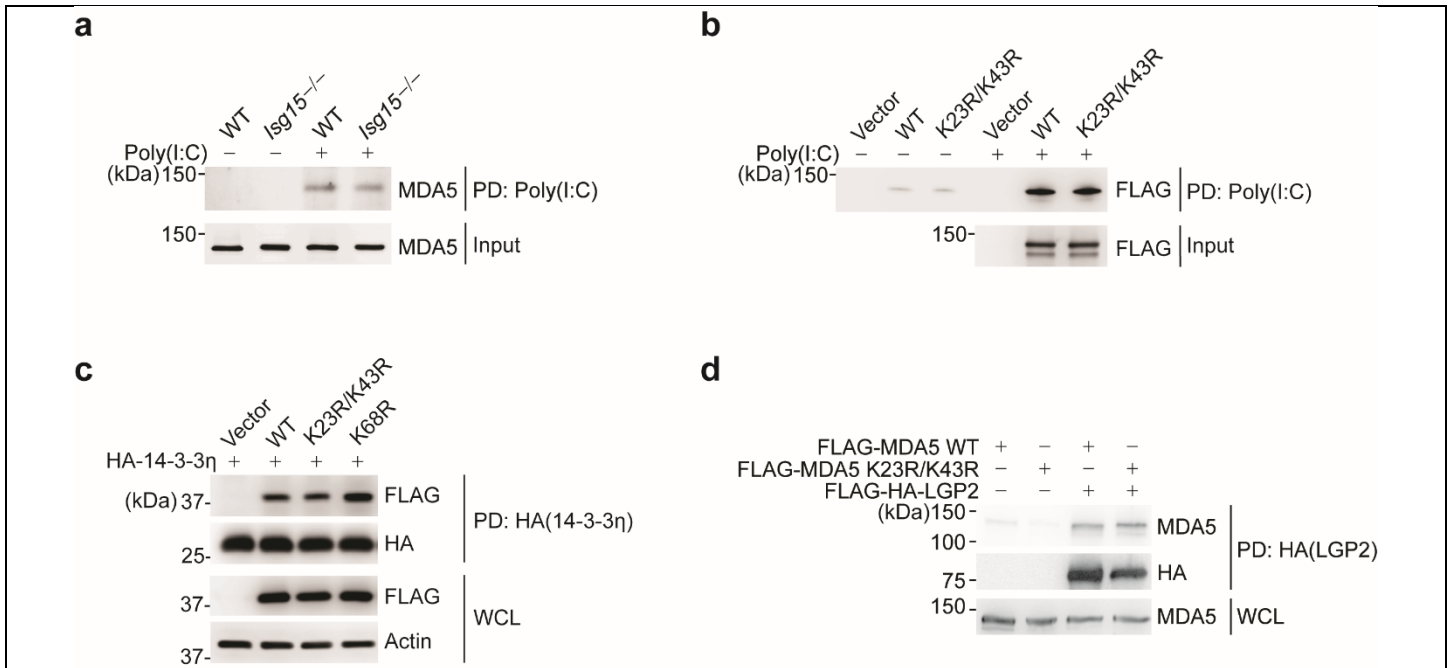 a
WT Isg15−/− WT Isg15−/−
Poly(I:C) − − + +
(kDa) 150- MDA5 PD: Poly(I:C)
150- MDA5 Input
b
Vector WT K23R/K43R Vector WT K23R/K43R
Poly(I:C) − − − + + +
(kDa) 150- FLAG PD: Poly(I:C)
150- FLAG Input
c
Vector WT K23R/K43R K68R
HA-14-3-3η + + + +
(kDa) 37- FLAG
HA
25-
PD: HA(14-3-3η)
37- FLAG
Actin
37-
WCL
d
FLAG-MDA5 WT + − + −
FLAG-MDA5 K23R/K43R − + − +
FLAG-HA-LGP2 − − + +
(kDa) 150-
MDA5
100-
75- HA
PD: HA(LGP2)
150- MDA5 WCL